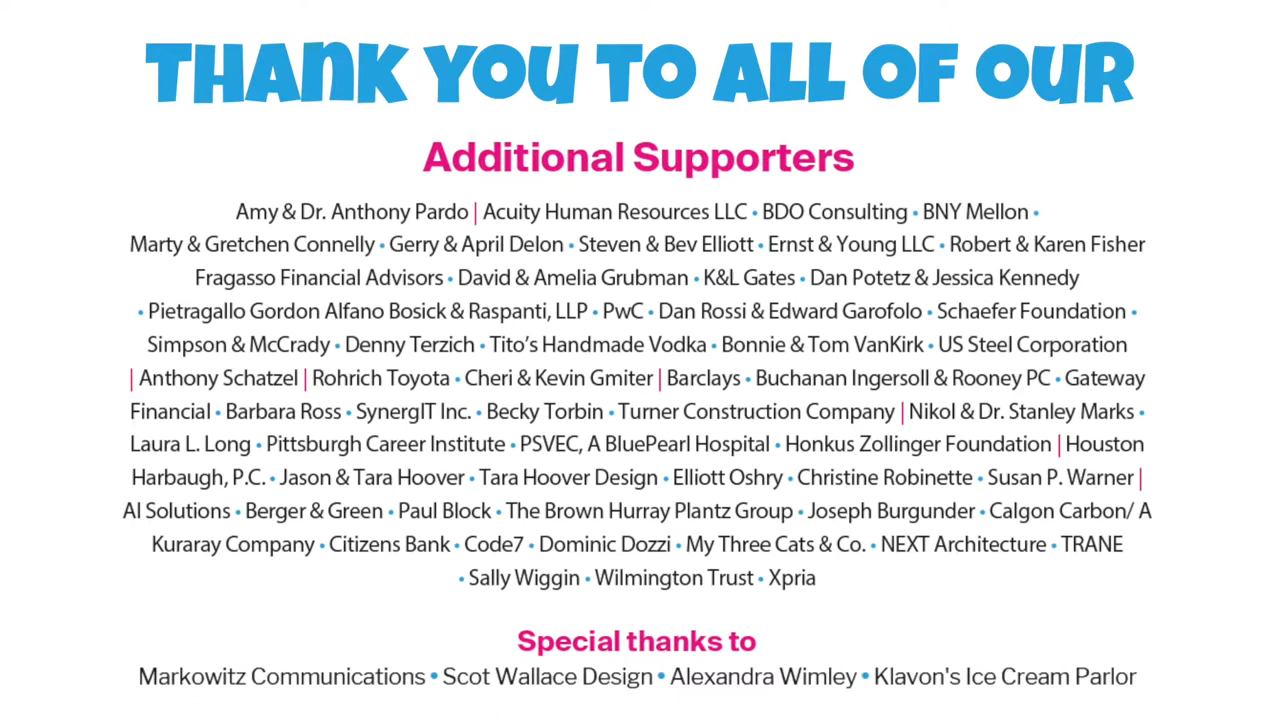 THANK YOU TO ALL OF OUR
Additional Supporters
Amy & Dr. Anthony Pardo | Acuity Human Resources LLC • BDO Consulting • BNY Mellon •
Marty & Gretchen Connelly • Gerry & April Delon • Steven & Bev Elliott • Ernst & Young LLC • Robert & Karen Fisher
Fragasso Financial Advisors • David & Amelia Grubman • K&L Gates • Dan Potetz & Jessica Kennedy
• Pietragallo Gordon Alfano Bosick & Raspanti, LLP • PwC • Dan Rossi & Edward Garofolo • Schaefer Foundation •
Simpson & McCrady • Denny Terzich • Tito’s Handmade Vodka • Bonnie & Tom VanKirk • US Steel Corporation
| Anthony Schatzel | Rohrich Toyota • Cheri & Kevin Gmiter | Barclays • Buchanan Ingersoll & Rooney PC • Gateway
Financial • Barbara Ross • SynergIT Inc. • Becky Torbin • Turner Construction Company | Nikol & Dr. Stanley Marks •
Laura L. Long • Pittsburgh Career Institute • PSVEC, A BluePearl Hospital • Honkus Zollinger Foundation | Houston
Harbaugh, P.C. • Jason & Tara Hoover • Tara Hoover Design • Elliott Oshry • Christine Robinette • Susan P. Warner |
AI Solutions • Berger & Green • Paul Block • The Brown Hurray Plantz Group • Joseph Burgunder • Calgon Carbon/ A
Kuraray Company • Citizens Bank • Code7 • Dominic Dozzi • My Three Cats & Co. • NEXT Architecture • TRANE
• Sally Wiggin • Wilmington Trust • Xpria
Special thanks to
Markowitz Communications • Scot Wallace Design • Alexandra Wimley • Klavon's Ice Cream Parlor